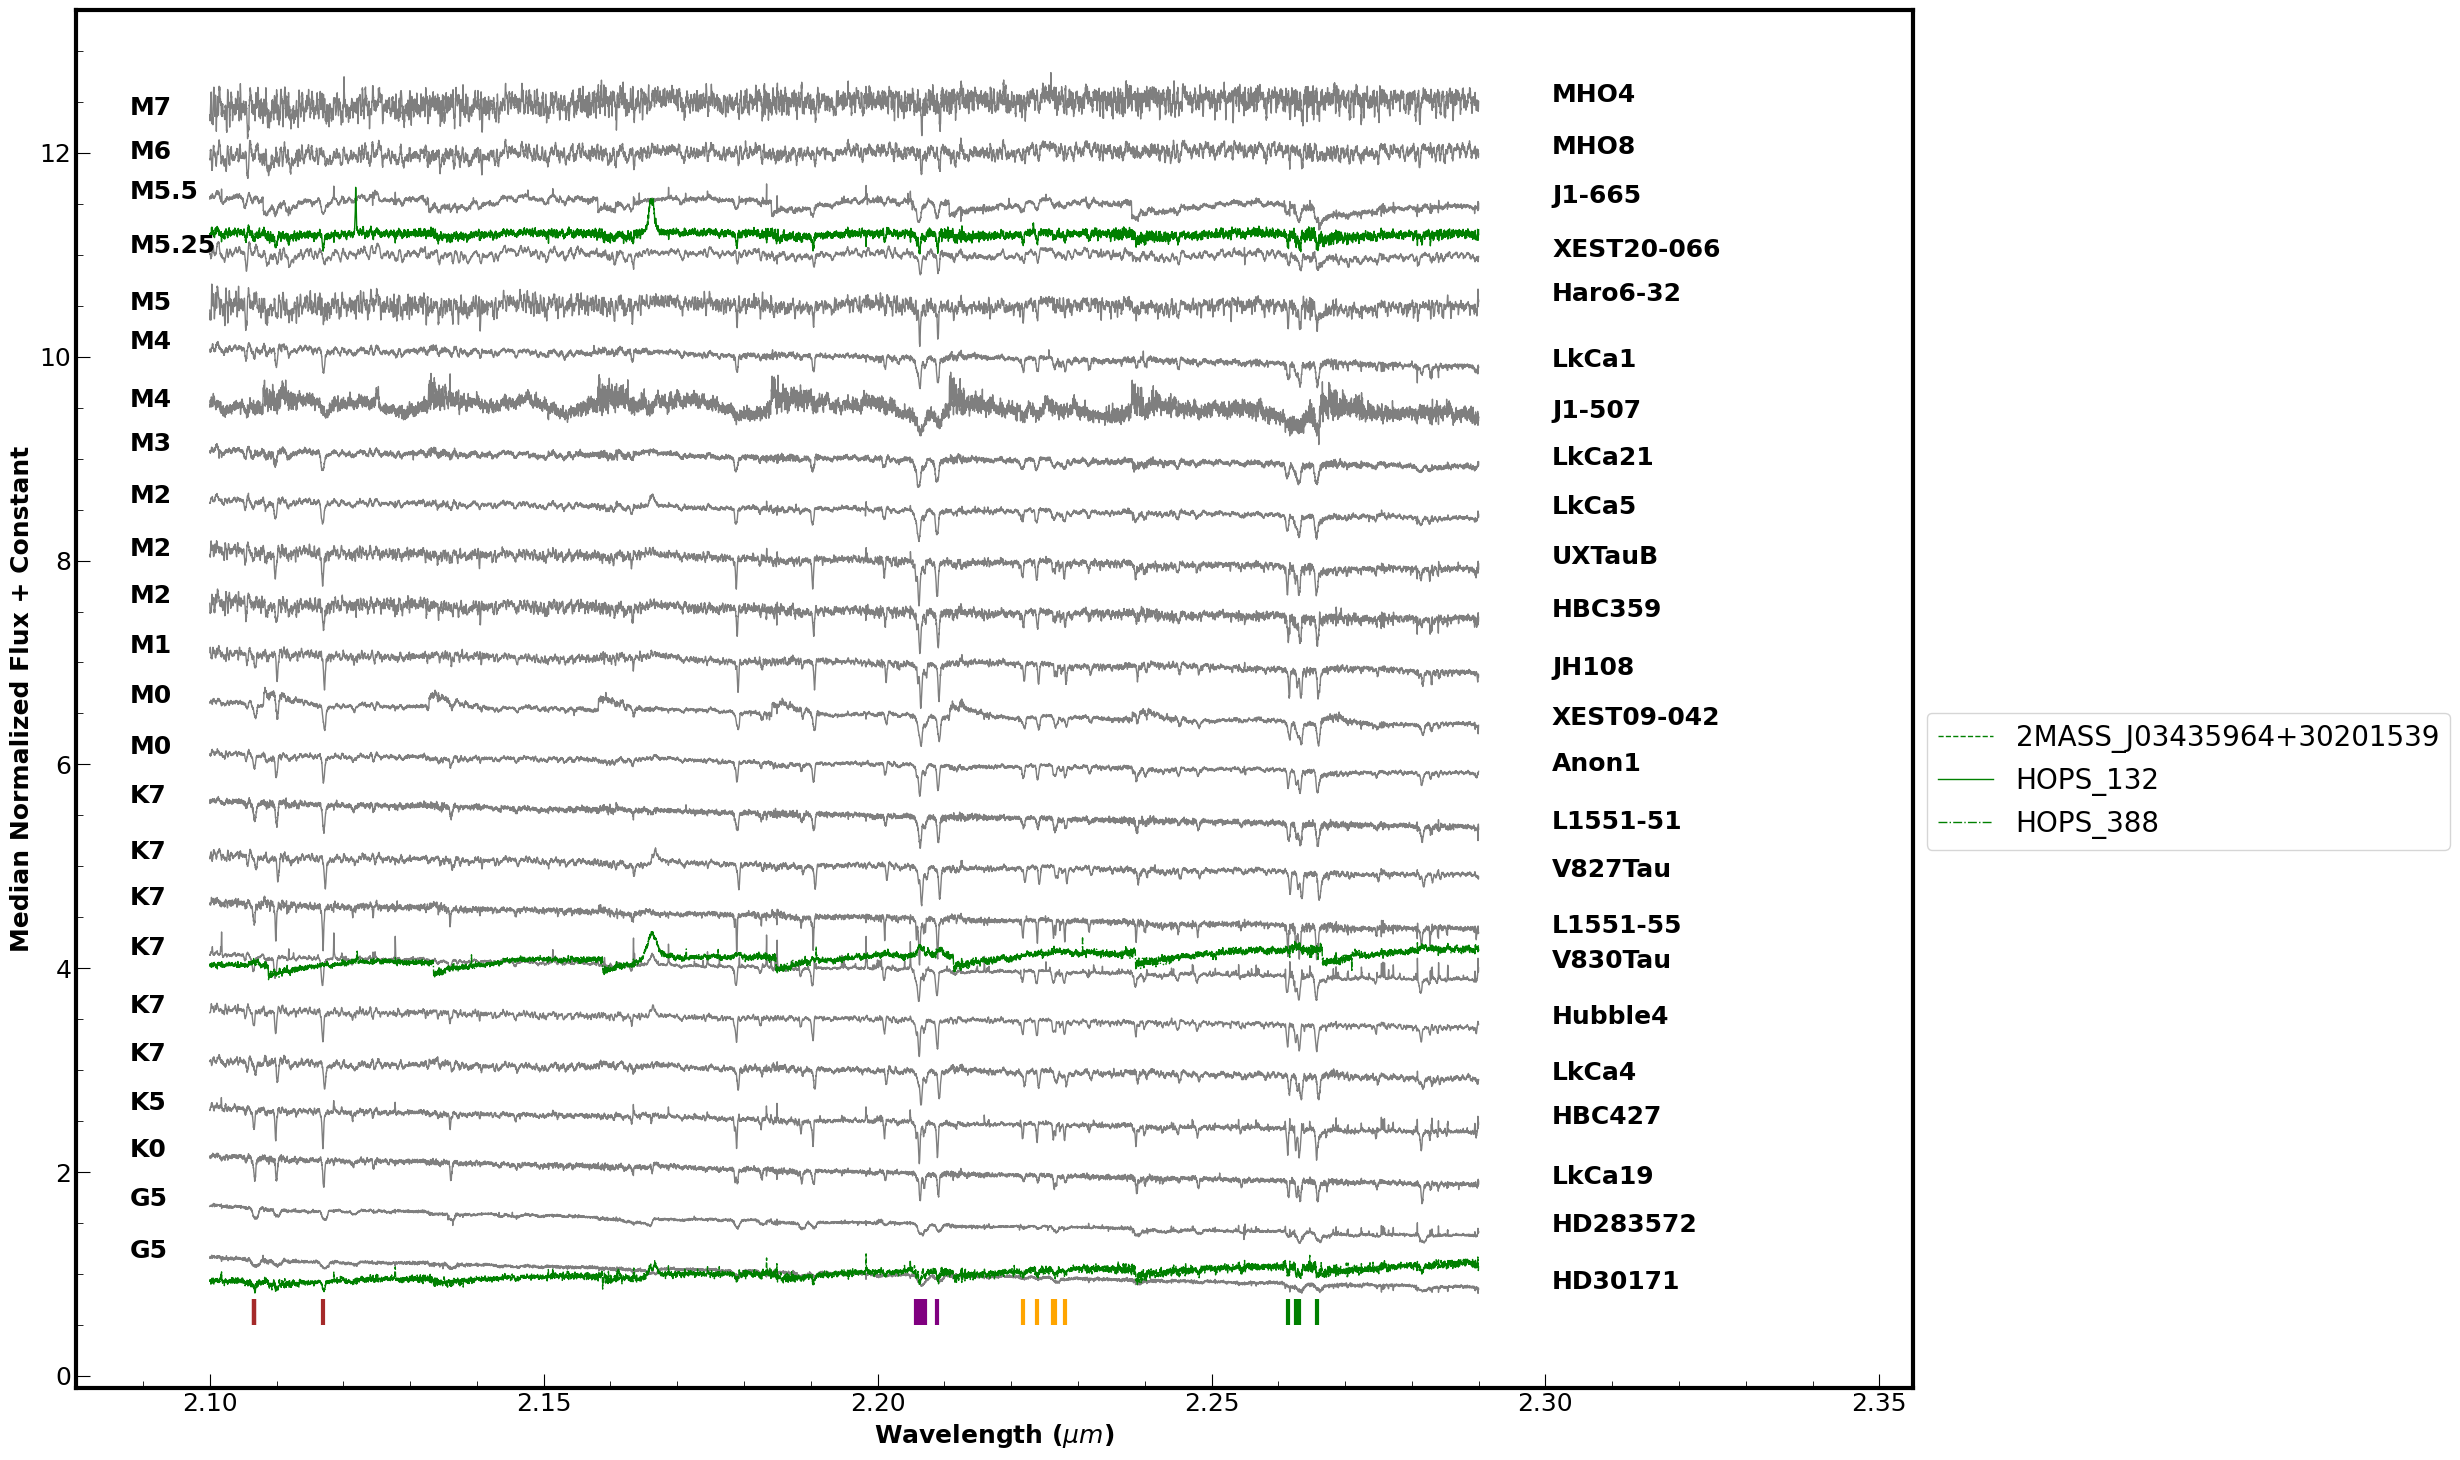 M7 MHO4
12 M6 MHO8
M5.5 J1-665
M5.25 XEST20-066
M5 Haro6-32
10 M4 LkCa1
M4 J1-507
M3 LkCa21
M2 LkCa5
8 M2 UXTauB
M2 HBC359
M1 JH108
M0 XEST09-042
6 M0 Anon1
K7 L1551-51
K7 V827Tau
K7 L1551-55
4 K7 V830Tau
K7 Hubble4
K7 LkCa4
K5 HBC427
2 K0 LkCa19
G5 HD283572
G5 HD30171
0
2.10 2.15 2.20 2.25 2.30 2.35
Wavelength (μm)
Median Normalized Flux + Constant
2MASS_J03435964+30201539
HOPS_132
HOPS_388